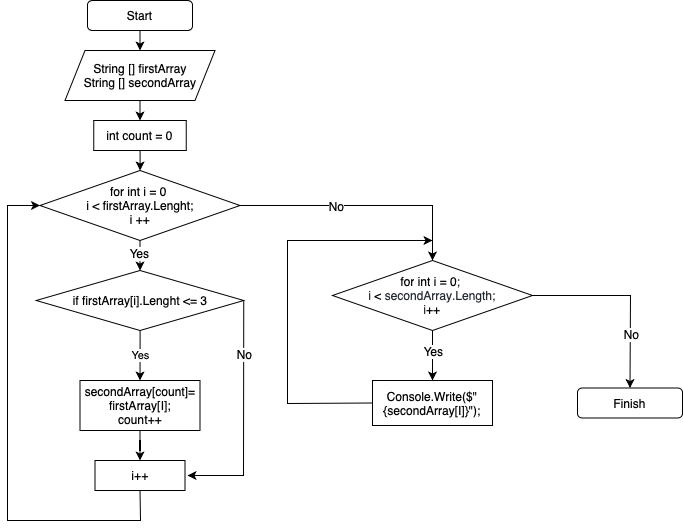 Start
String [] firstArray
String [] secondArray
int count = 0
for int i = 0
i < firstArray.Lenght;
i ++
No
Yes
for int i = 0;
i < secondArray.Length;
i++
if firstArray[i].Lenght <= 3
No
Yes
Yes
No
secondArray[count]=
firstArray[I];
count++
Console.Write($"
{secondArray[I]}");
Finish
i++